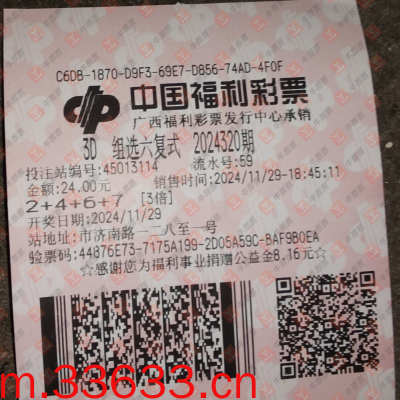 C6DB-1870-D9F3-69E7-D856-74AD-4F0F
中国福利彩票
广西福利彩票发行中心承销
3D 组选六复式 2024320期
投注站编号:45013114 流水号:69
金额:24.00元 销售时间:2024/11/29-18:45:11
2+4+6+7 [3倍]
开奖日期:2024/11/29
站址:市济南路一二八至一号
验票码:44876E73-7175A199-2D05A59C-BAF9B0EA
☆感谢您为福利事业捐赠公益金8.16元☆
m.33633.cn